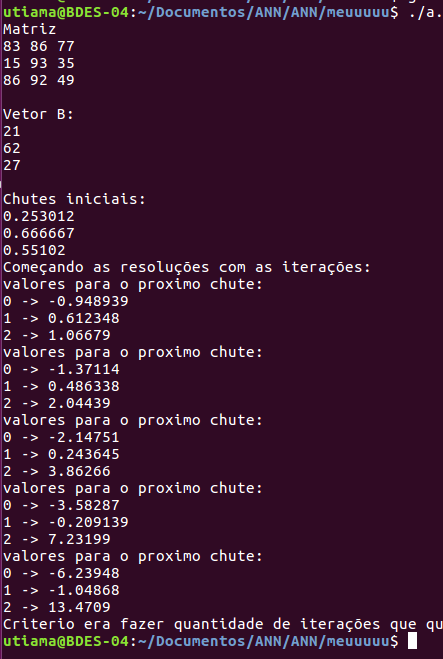 utiama@BDES-04:~/Documentos/ANN/ANN/meuuuuu$ ./a.
Matriz
83 86 77
15 93 35
86 92 49
Vetor B:
21
62
27
Chutes iniciais:
0.253012
0.666667
0.55102
Começando as resoluções com as iterações:
valores para o proximo chute:
0 -> -0.948939
1 -> 0.612348
2 -> 1.06679
valores para o proximo chute:
0 -> -1.37114
1 -> 0.486338
2 -> 2.04439
valores para o proximo chute:
0 -> -2.14751
1 -> 0.243645
2 -> 3.86266
valores para o proximo chute:
0 -> -3.58287
1 -> -0.209139
2 -> 7.23199
valores para o proximo chute:
0 -> -6.23948
1 -> -1.04868
2 -> 13.4709
Criterio era fazer quantidade de iterações que qu
utiama@BDES-04:~/Documentos/ANN/ANN/meuuuuu$